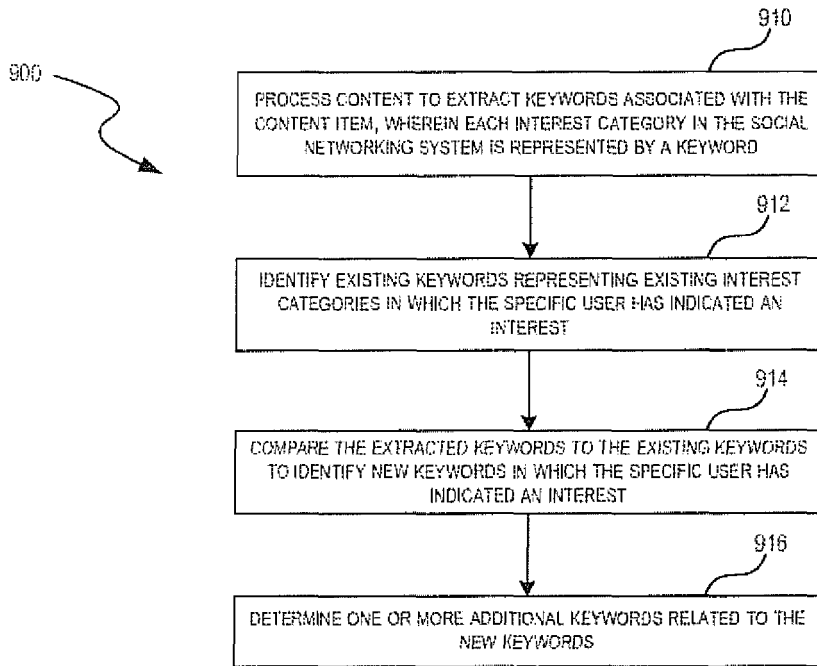 910
900
PROCESS CONTENT TO EXTRACT KEYWORDS ASSOCIATED WITH THE
CONTENT ITEM, WHEREIN EACH INTEREST CATEGORY IN THE SOCIAL
NETWORKING SYSTEM IS REPRESENTED BY A KEYWORD
912
IDENTIFY EXISTING KEYWORDS REPRESENTING EXISTING INTEREST
CATEGORIES IN WHICH THE SPECIFIC USER HAS INDICATED AN
INTEREST
914
COMPARE THE EXTRACTED KEYWORDS TO THE EXISTING KEYWORDS
TO IDENTIFY NEW KEYWORDS IN WHICH THE SPECIFIC USER HAS
INDICATED AN INTEREST
916
DETERMINE ONE OR MORE ADDITIONAL KEYWORDS RELATED TO THE
NEW KEYWORDS